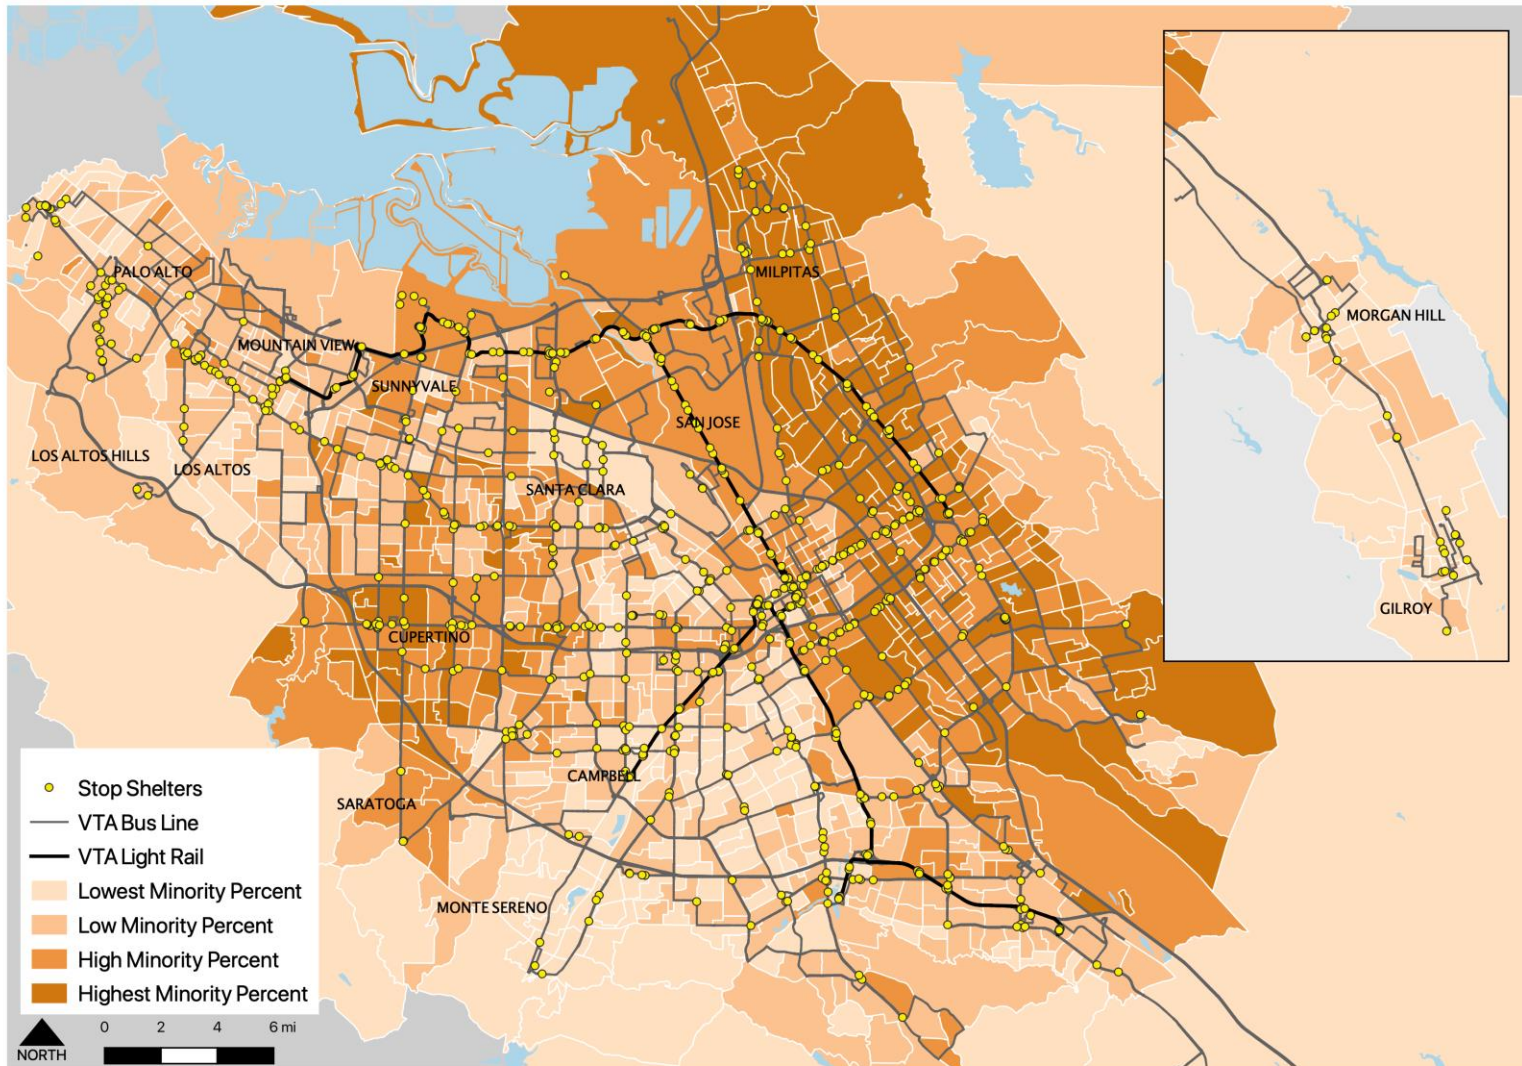 MILPITAS
PALO ALTO
MOUNTAIN VIEW
SUNNYVALE
SAN JOSE
LOS ALTOS HILLS
LOS ALTOS
SANTA CLARA
CUPERTINO
CAMPBELL
SARATOGA
MONTE SERENO
MORGAN HILL
GILROY
Stop Shelters
VTA Bus Line
VTA Light Rail
Lowest Minority Percent
Low Minority Percent
High Minority Percent
Highest Minority Percent
NORTH
0 2 4 6 mi